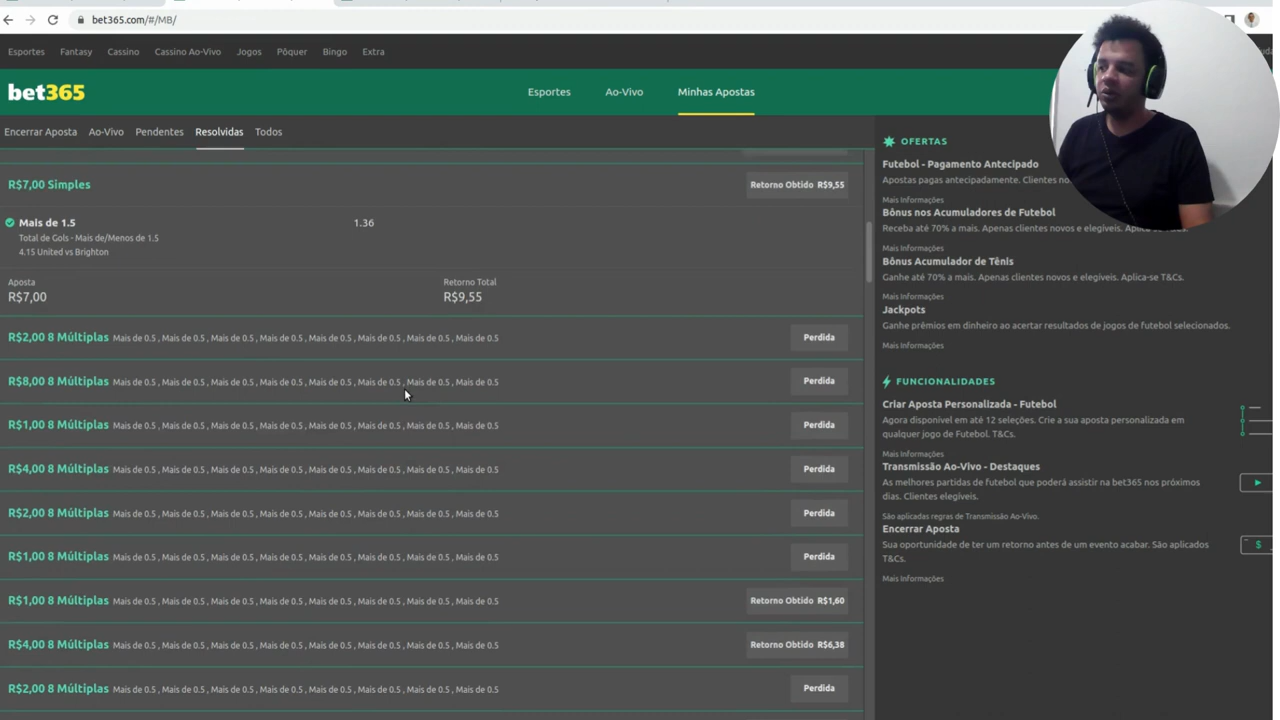 bet365.com/#/MB/
Esportes Fantasy Cassino Cassino Ao-Vivo Jogos Pôquer Bingo Extra
bet365 Esportes Ao-Vivo Minhas Apostas
Encerrar Aposta Ao-Vivo Pendentes Resolvidas Todos
R$7,00 Simples Retorno Obtido R$9,55
Mais de 1.5 1.36
Total de Gols - Mais de/Menos de 1.5
4.15 United vs Brighton
Aposta Retorno Total
R$7,00 R$9,55
R$2,00 8 Múltiplas Mais de 0.5 , Mais de 0.5 , Mais de 0.5 , Mais de 0.5 , Mais de 0.5 , Mais de 0.5 , Mais de 0.5 , Mais de 0.5 Perdida
R$8,00 8 Múltiplas Mais de 0.5 , Mais de 0.5 , Mais de 0.5 , Mais de 0.5 , Mais de 0.5 , Mais de 0.5 , Mais de 0.5 , Mais de 0.5 Perdida
R$1,00 8 Múltiplas Mais de 0.5 , Mais de 0.5 , Mais de 0.5 , Mais de 0.5 , Mais de 0.5 , Mais de 0.5 , Mais de 0.5 , Mais de 0.5 Perdida
R$4,00 8 Múltiplas Mais de 0.5 , Mais de 0.5 , Mais de 0.5 , Mais de 0.5 , Mais de 0.5 , Mais de 0.5 , Mais de 0.5 , Mais de 0.5 Perdida
R$2,00 8 Múltiplas Mais de 0.5 , Mais de 0.5 , Mais de 0.5 , Mais de 0.5 , Mais de 0.5 , Mais de 0.5 , Mais de 0.5 , Mais de 0.5 Perdida
R$1,00 8 Múltiplas Mais de 0.5 , Mais de 0.5 , Mais de 0.5 , Mais de 0.5 , Mais de 0.5 , Mais de 0.5 , Mais de 0.5 , Mais de 0.5 Perdida
R$1,00 8 Múltiplas Mais de 0.5 , Mais de 0.5 , Mais de 0.5 , Mais de 0.5 , Mais de 0.5 , Mais de 0.5 , Mais de 0.5 , Mais de 0.5 Retorno Obtido R$1,60
R$4,00 8 Múltiplas Mais de 0.5 , Mais de 0.5 , Mais de 0.5 , Mais de 0.5 , Mais de 0.5 , Mais de 0.5 , Mais de 0.5 , Mais de 0.5 Retorno Obtido R$6,38
R$2,00 8 Múltiplas Mais de 0.5 , Mais de 0.5 , Mais de 0.5 , Mais de 0.5 , Mais de 0.5 , Mais de 0.5 , Mais de 0.5 , Mais de 0.5 Perdida
OFERTAS
Futebol - Pagamento Antecipado
Apostas pagas antecipadamente. Clientes
Mais Informações
Bônus nos Acumuladores de Futebol
Receba até 70% a mais. Apenas clientes novos e elegíveis.
Mais Informações
Bônus Acumulador de Tênis
Ganhe até 70% a mais. Apenas clientes novos e elegíveis. Aplica-se T&Cs.
Mais Informações
Jackpots
Ganhe prêmios em dinheiro ao acertar resultados de jogos de futebol selecionados.
Mais Informações
FUNCIONALIDADES
Criar Aposta Personalizada - Futebol
Agora disponível em até 12 seleções. Crie a sua aposta personalizada em
qualquer jogo de Futebol. T&Cs.
Mais Informações
Transmissão Ao-Vivo - Destaques
As melhores partidas de futebol que poderá assistir na bet365 nos próximos
dias. Clientes elegíveis.
São aplicadas regras de Transmissão Ao-Vivo.
Encerrar Aposta
Sua oportunidade de ter um retorno antes de um evento acabar. São aplicados
T&Cs.
Mais Informações